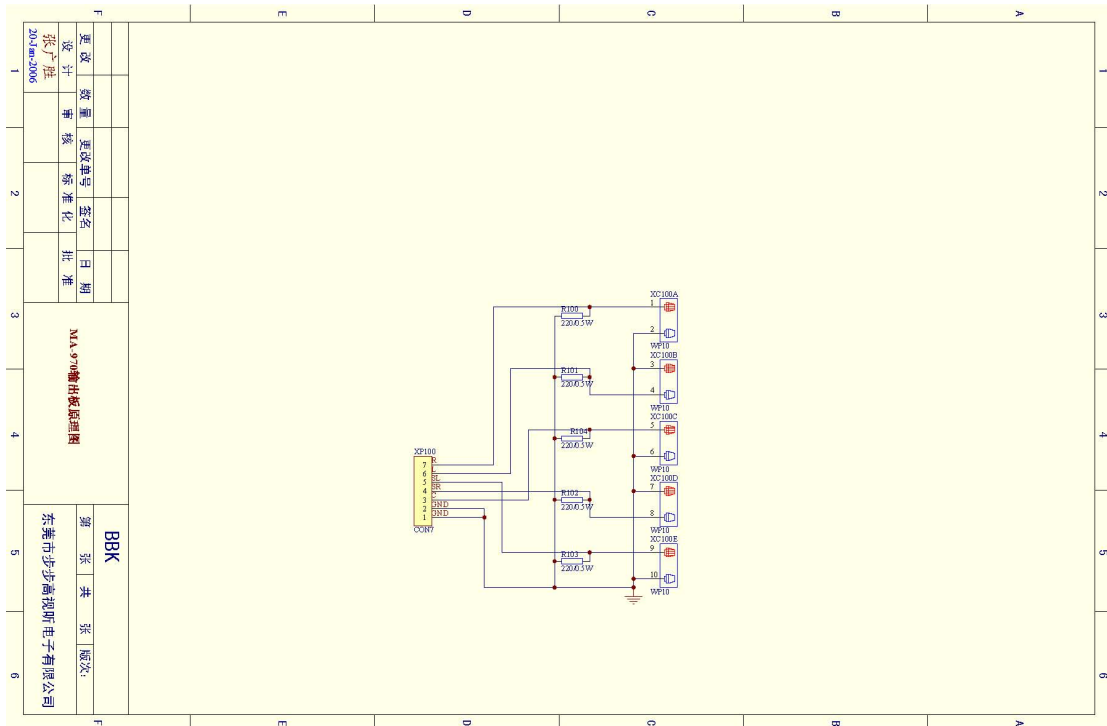 F E D C B A
1 2 3 4 5 6
XC100A
1
R100
220/0.5W
2
WP10
XC100B
3
R101
220/0.5W
4
WP10
XC100C
5
R104
220/0.5W
6
WP10
XC100D
7
R102
220/0.5W
8
WP10
XC100E
9
R103
220/0.5W
10
WP10
XP100
7 R
6 L
5 SL
4 SR
3 C
2 GND
1 GND
CON7
更改 数量 更改单号 签名 日期
设计 审核 标准化 批准
张广胜
20-Jan-2006
MA-970输出板原理图
BBK
第 张 共 张 版次:
东莞市步步高视听电子有限公司
1 2 3 4 5 6
F E D C B A